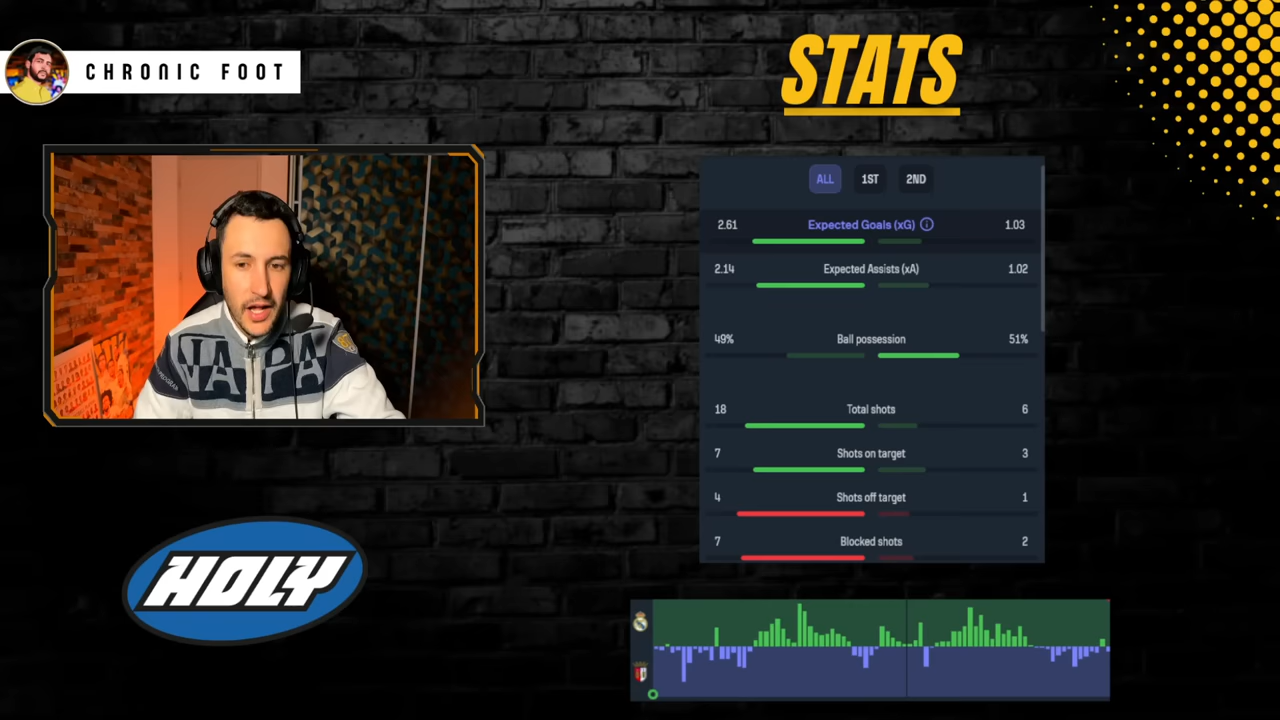 CHRONIC FOOT
STATS
NAPA
ALL 1ST 2ND
2.61 Expected Goals (xG) 1.03
2.14 Expected Assists (xA) 1.02
49% Ball possession 51%
18 Total shots 6
7 Shots on target 3
4 Shots off target 1
7 Blocked shots 2
HOLY